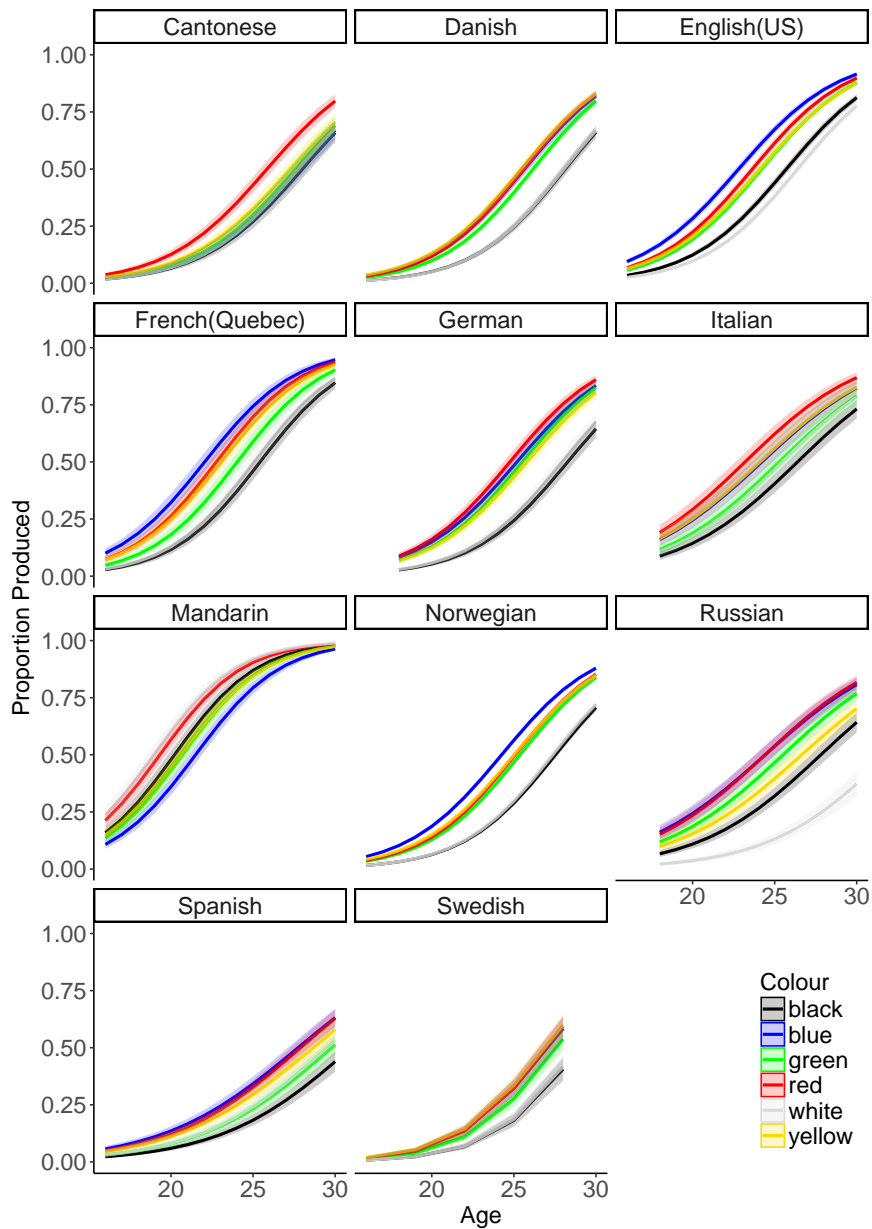 Cantonese Danish English(US)
1.00
0.75
0.50
0.25
0.00
French(Quebec) German Italian
1.00
0.75
0.50
0.25
0.00
Proportion Produced
Mandarin Norwegian Russian
1.00
0.75
0.50
0.25
0.00
20 25 30
Spanish Swedish
1.00
0.75
0.50
0.25
0.00
20 25 30 20 25 30
Age
Colour
black
blue
green
red
white
yellow